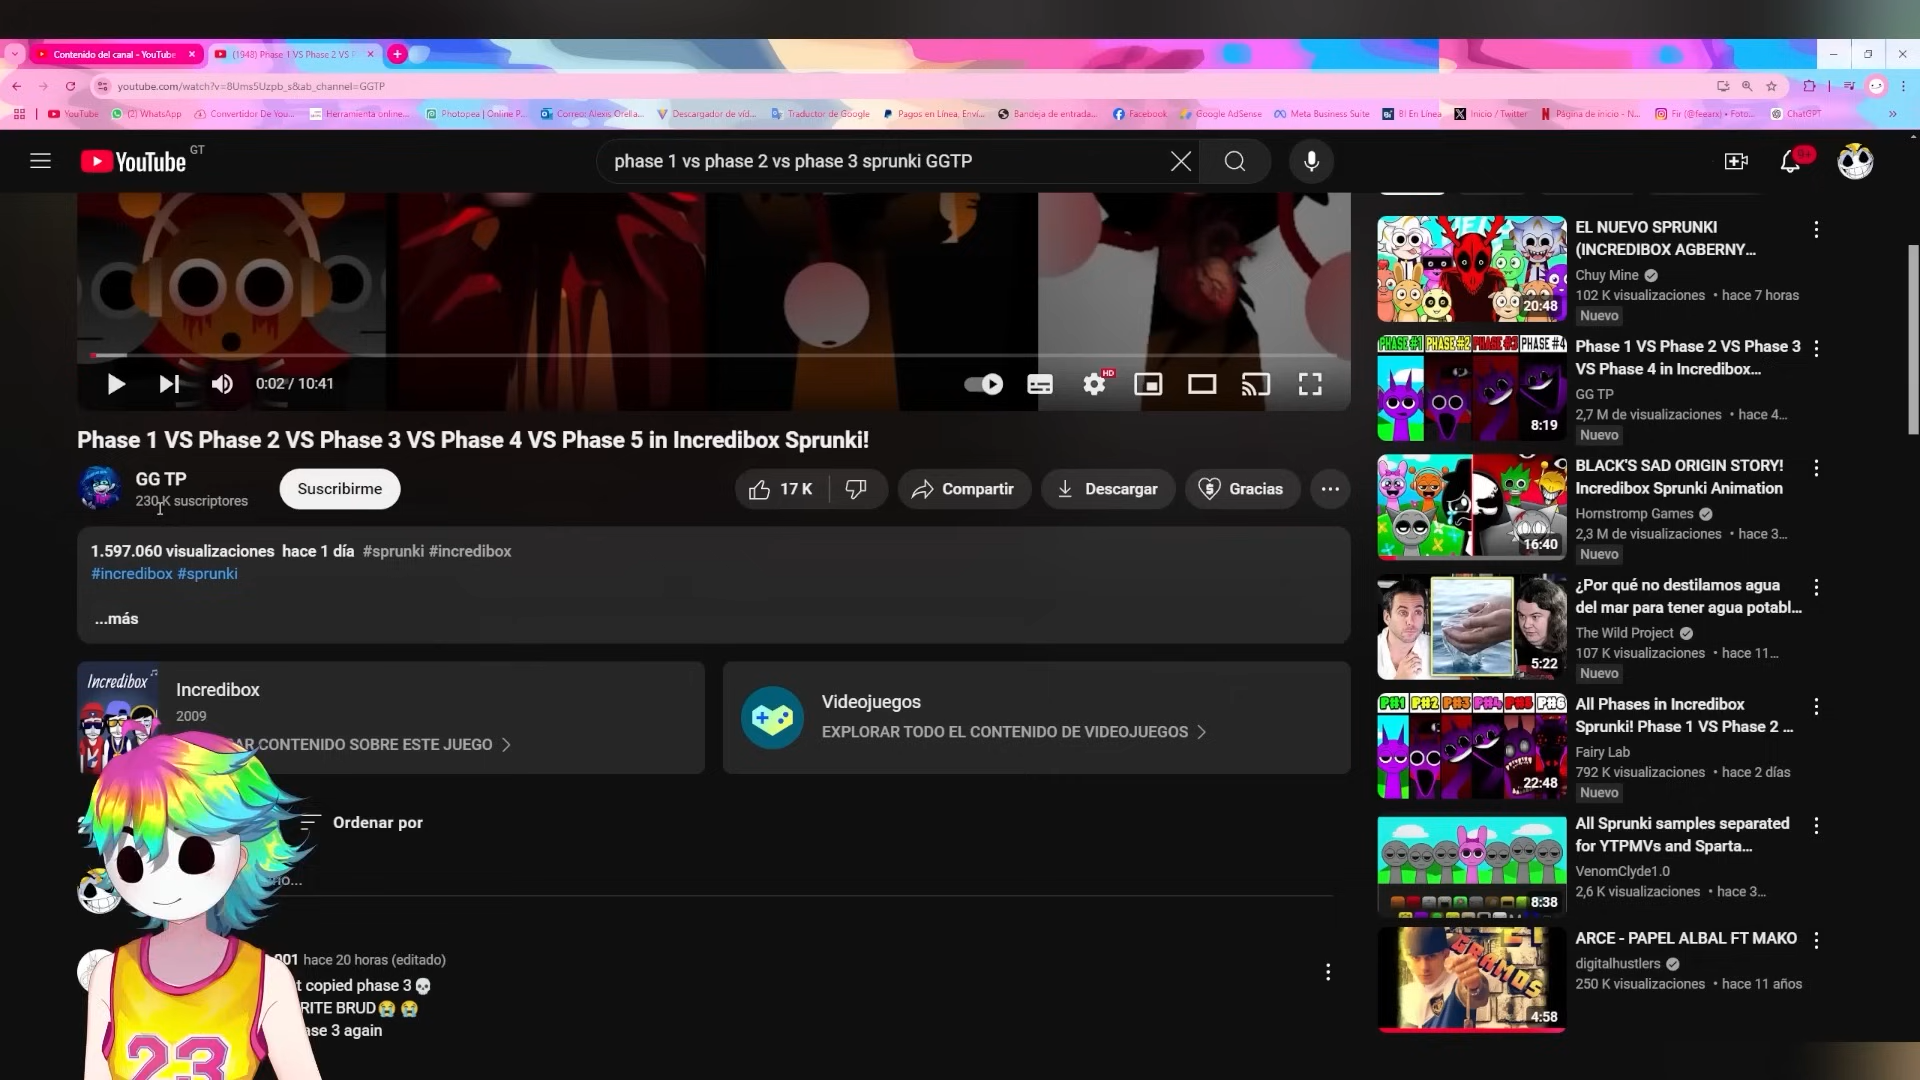 Contenido del canal - YouTube
(1948) Phase 1 VS Phase 2 VS P
youtube.com/watch?v=8UmsSUzpb_s&ab_channel=GGTP
YouTube
(2) WhatsApp
Convertidor De You...
Herramienta online...
Photopea | Online P...
Correo: Alexis Orella...
Descargador de víd...
Traductor de Google
Pagos en Línea, Enví...
Bandeja de entrada...
Facebook
Google AdSense
Meta Business Suite
BI En Línea
Inicio / Twitter
Página de inicio - N...
Fir (@feearx) • Foto...
ChatGPT
YouTube GT
phase 1 vs phase 2 vs phase 3 sprunki GGTP
9+
0:02 / 10:41
HD
Phase 1 VS Phase 2 VS Phase 3 VS Phase 4 VS Phase 5 in Incredibox Sprunki!
GG TP
230 K suscriptores
Suscribirme
17 K
Compartir
Descargar
Gracias
1.597.060 visualizaciones hace 1 día #sprunki #incredibox
#incredibox #sprunki
...más
Incredibox
Incredibox
2009
AR CONTENIDO SOBRE ESTE JUEGO
Videojuegos
EXPLORAR TODO EL CONTENIDO DE VIDEOJUEGOS
Ordenar por
001 hace 20 horas (editado)
t copied phase 3💀
RITE BRUD😭😭
ase 3 again
23
EL NUEVO SPRUNKI
(INCREDIBOX AGBERNY...
Chuy Mine
102 K visualizaciones • hace 7 horas
Nuevo
20:48
PHASE #1 PHASE #2 PHASE #3 PHASE #4
8:19
Phase 1 VS Phase 2 VS Phase 3
VS Phase 4 in Incredibox...
GG TP
2,7 M de visualizaciones • hace 4...
Nuevo
16:40
BLACK'S SAD ORIGIN STORY!
Incredibox Sprunki Animation
Hornstromp Games
2,3 M de visualizaciones • hace 3...
Nuevo
5:22
¿Por qué no destilamos agua
del mar para tener agua potabl...
The Wild Project
107 K visualizaciones • hace 11...
Nuevo
P#1 P#2 P#3 P#4 P#5 P#6
22:48
All Phases in Incredibox
Sprunki! Phase 1 VS Phase 2 ...
Fairy Lab
792 K visualizaciones • hace 2 días
Nuevo
8:38
All Sprunki samples separated
for YTPMVs and Sparta...
VenomClyde1.0
2,6 K visualizaciones • hace 3...
GRAMOS
4:58
ARCE - PAPEL ALBAL FT MAKO
digitalhustlers
250 K visualizaciones • hace 11 años